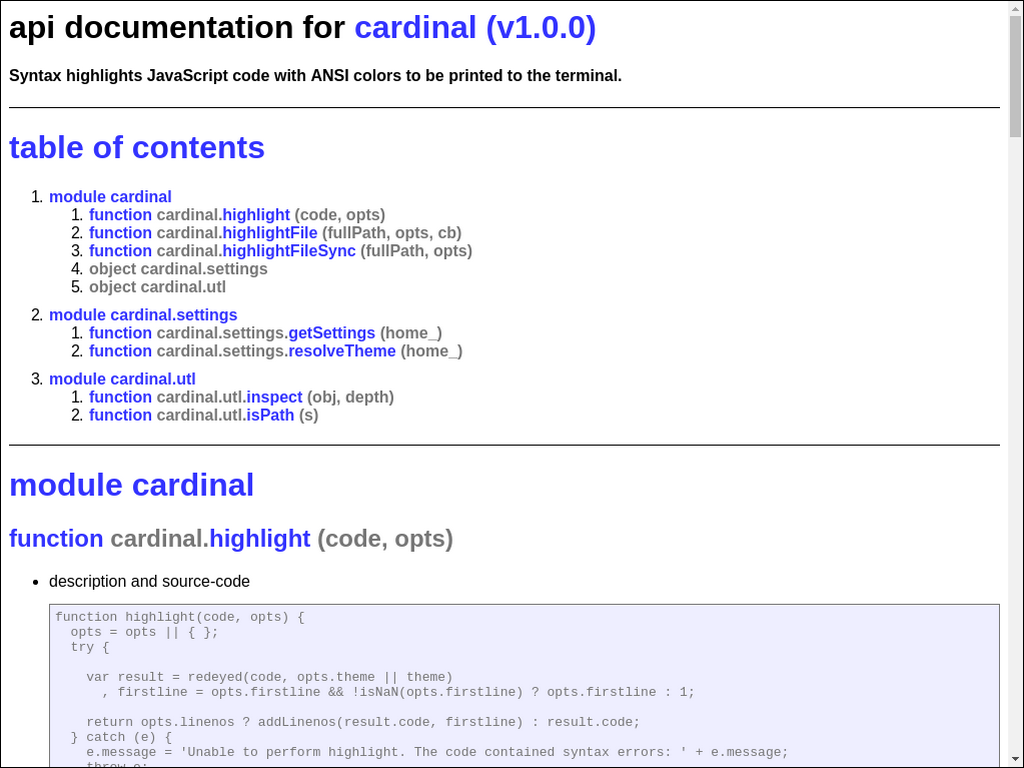 api documentation for cardinal (v1.0.0)
Syntax highlights JavaScript code with ANSI colors to be printed to the terminal.
table of contents
1. module cardinal
1. function cardinal.highlight (code, opts)
2. function cardinal.highlightFile (fullPath, opts, cb)
3. function cardinal.highlightFileSync (fullPath, opts)
4. object cardinal.settings
5. object cardinal.utl
2. module cardinal.settings
1. function cardinal.settings.getSettings (home_)
2. function cardinal.settings.resolveTheme (home_)
3. module cardinal.utl
1. function cardinal.utl.inspect (obj, depth)
2. function cardinal.utl.isPath (s)
module cardinal
function cardinal.highlight (code, opts)
• description and source-code
function highlight(code, opts) {
  opts = opts || { };
  try {
    var result = redeyed(code, opts.theme || theme)
      , firstline = opts.firstline && !isNaN(opts.firstline) ? opts.firstline : 1;
    return opts.linenos ? addLinenos(result.code, firstline) : result.code;
  } catch (e) {
    e.message = 'Unable to perform highlight. The code contained syntax errors: ' + e.message;
    throw e;